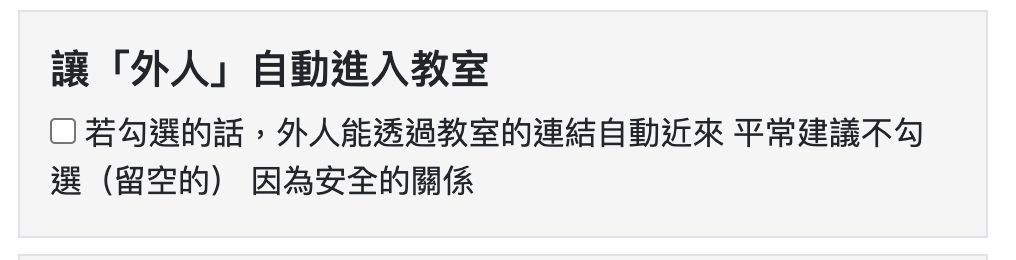 讓「外人」自動進入教室
若勾選的話，外人能透過教室的連結自動近來 平常建議不勾
選（留空的） 因為安全的關係